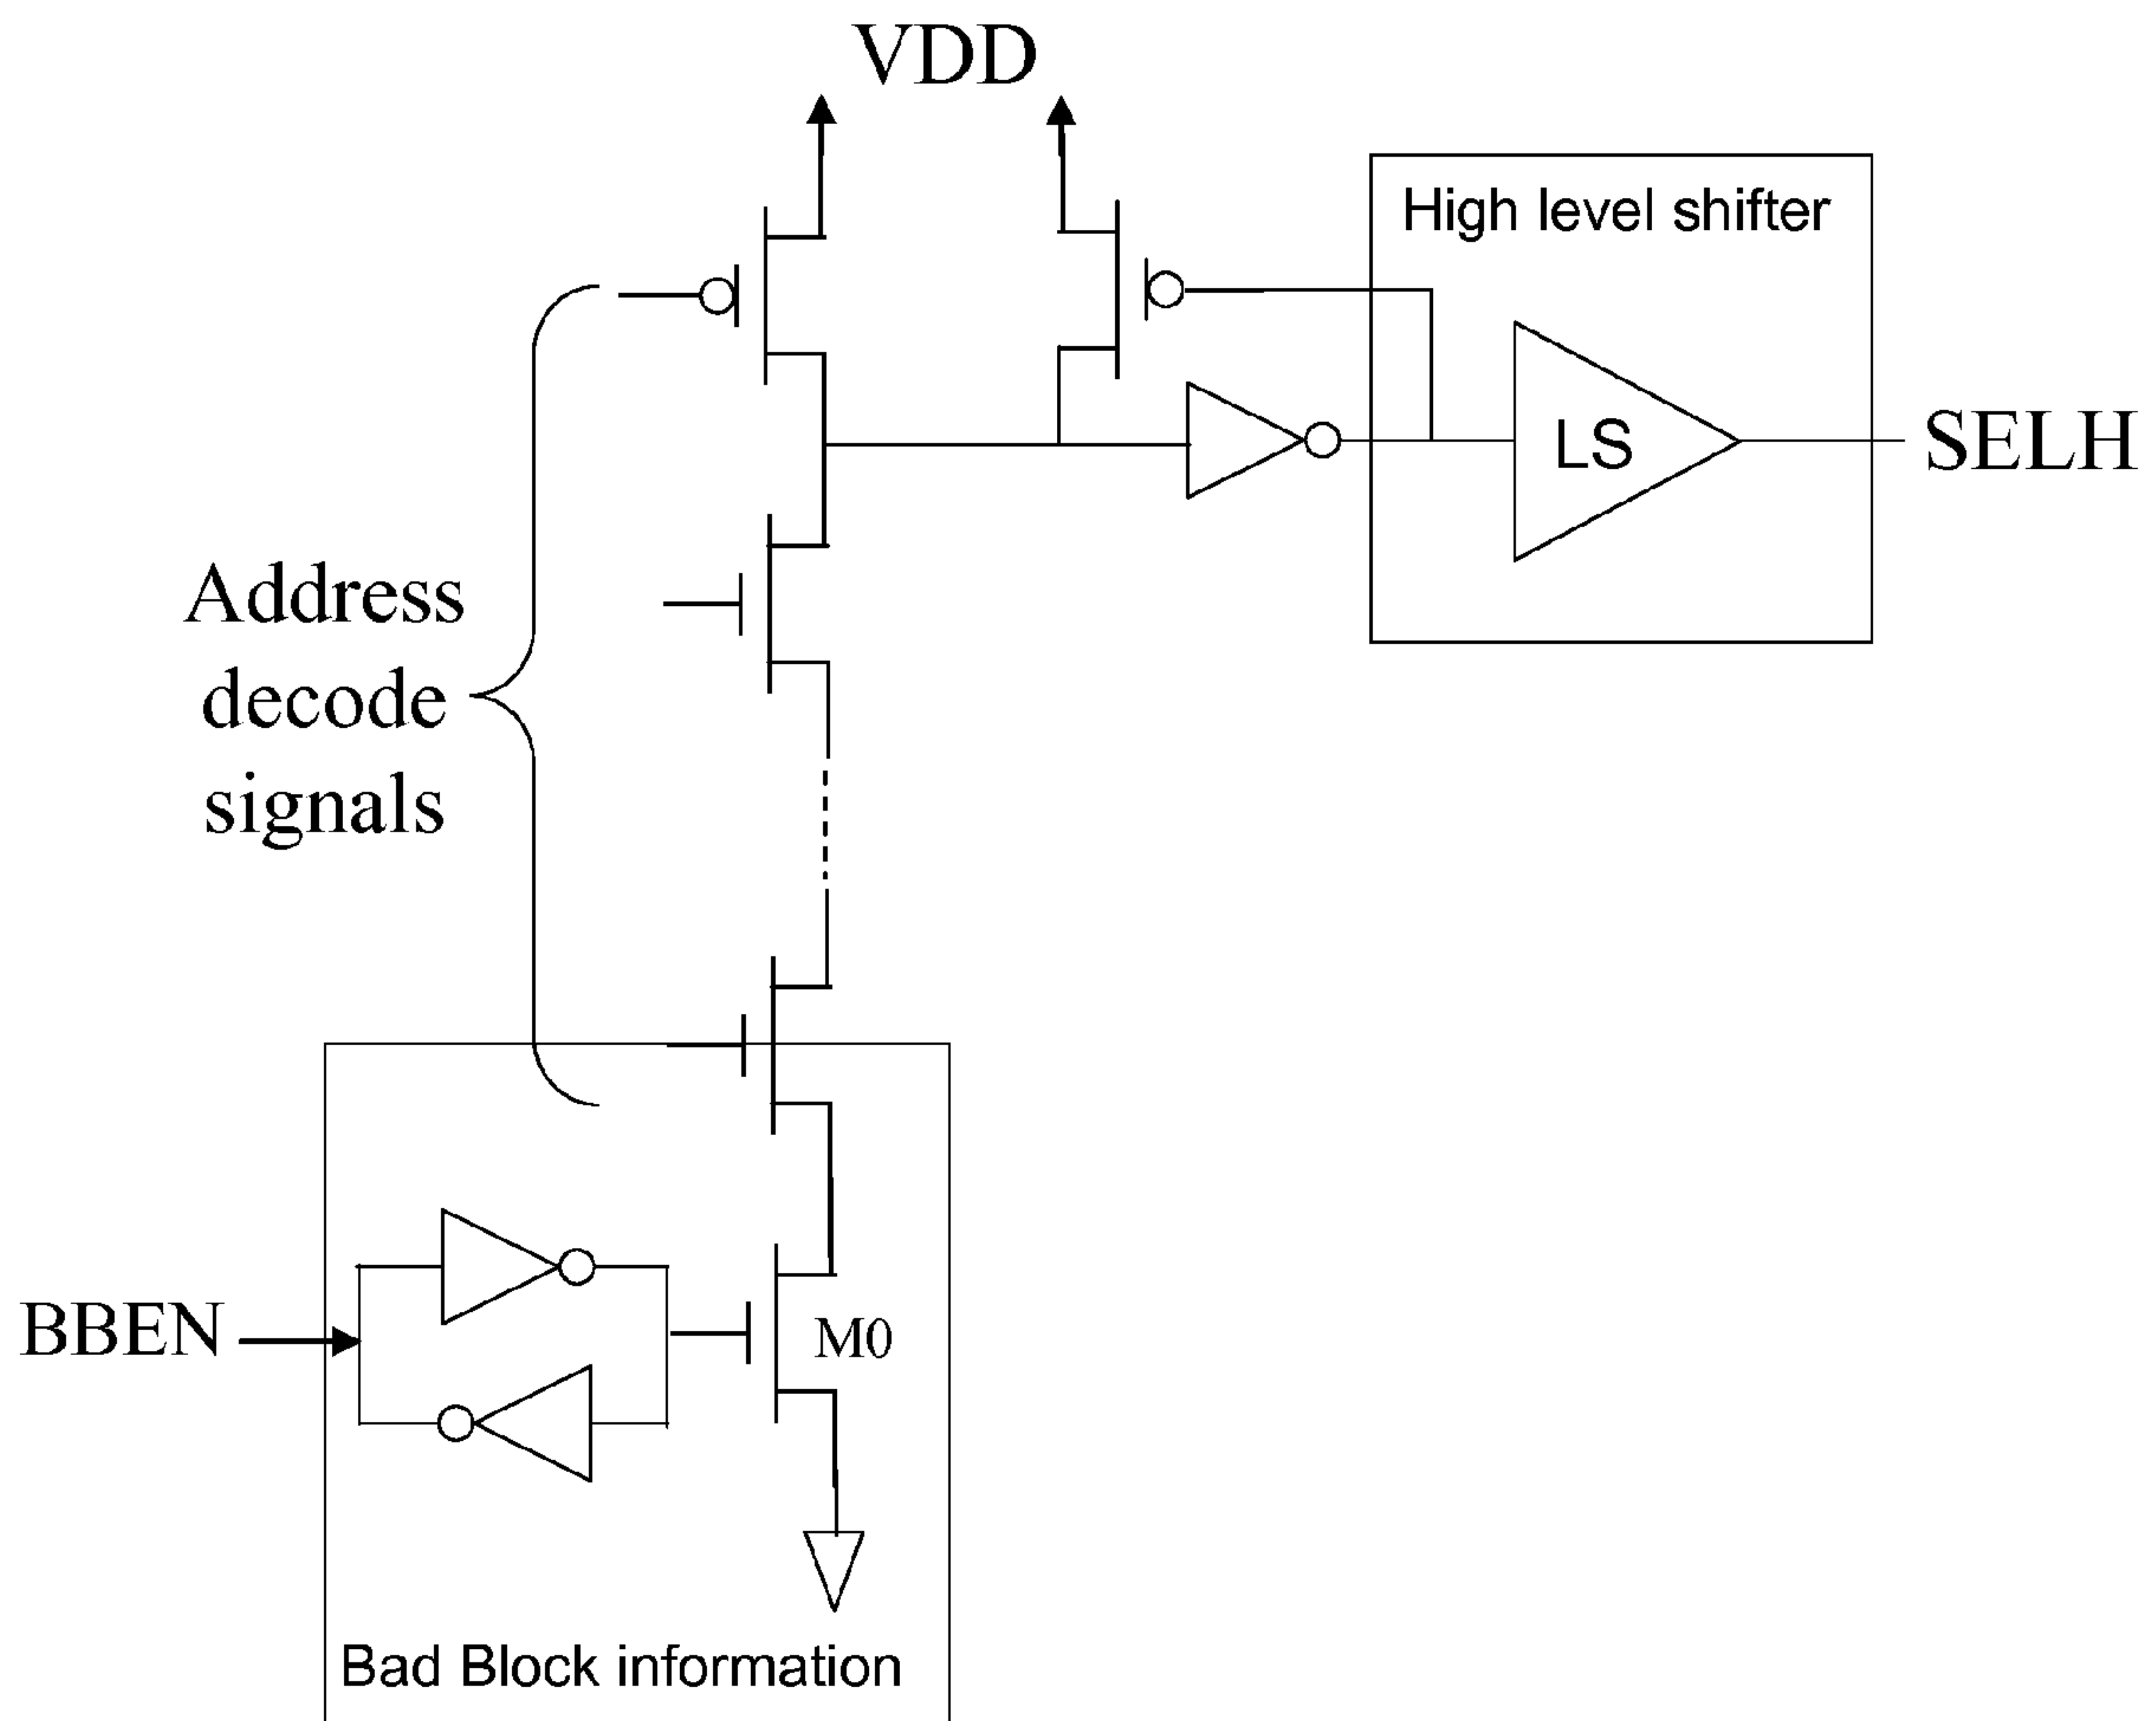 VDD
High level shifter
LS
SELH
Address
decode
signals
BBEN
M0
Bad Block information